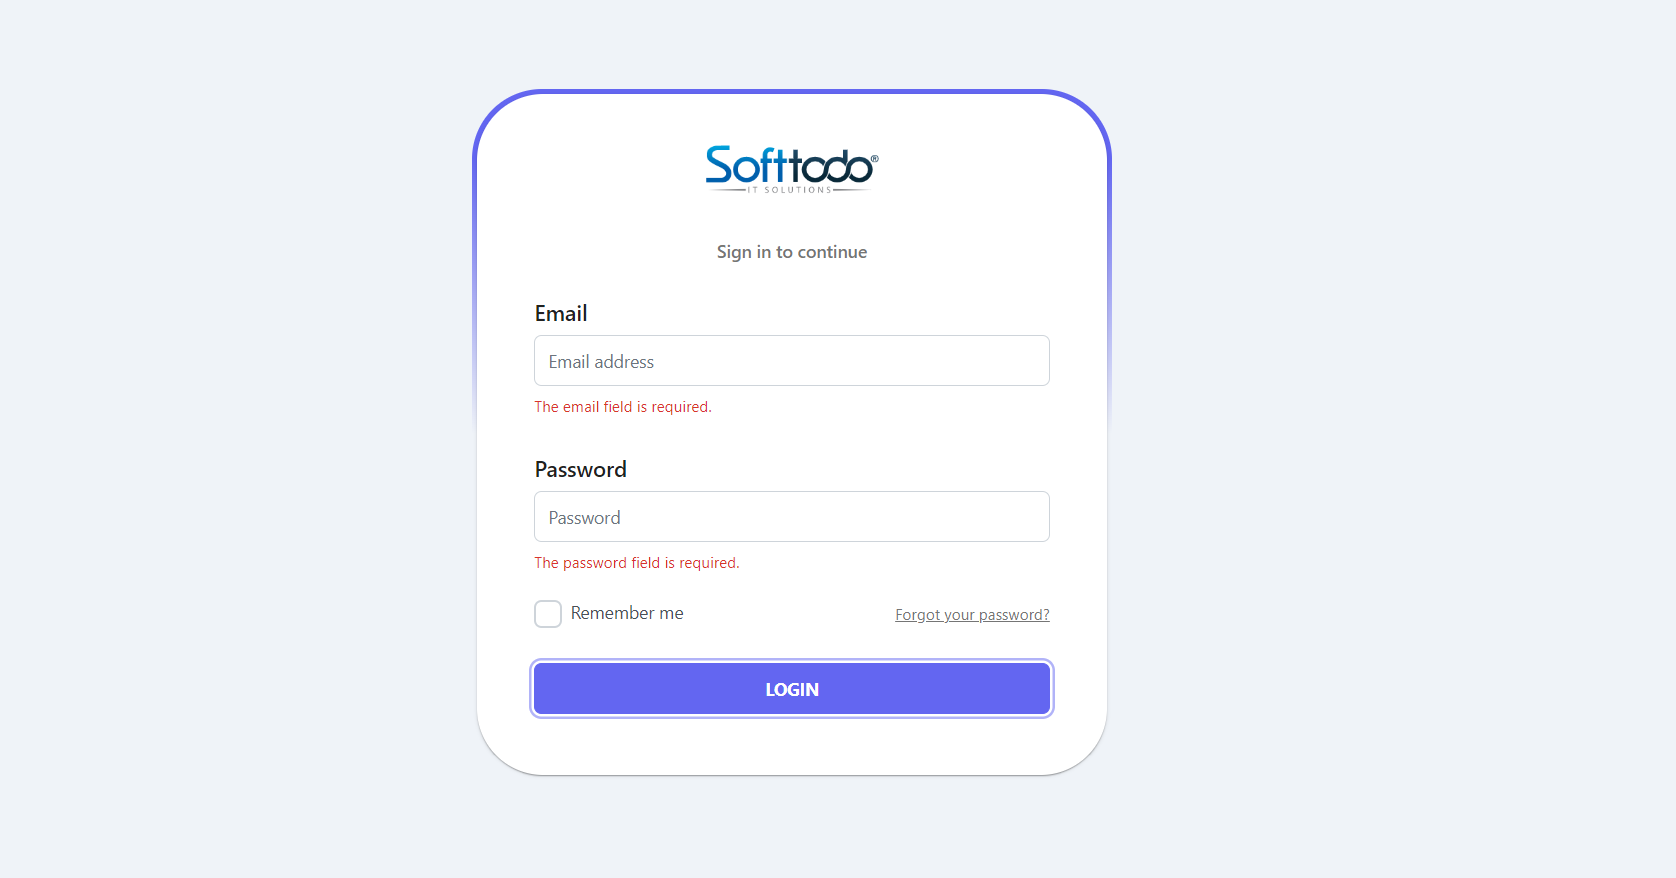 Softtodo®
IT SOLUTIONS
Sign in to continue
Email
Email address
The email field is required.
Password
Password
The password field is required.
Remember me
Forgot your password?
LOGIN